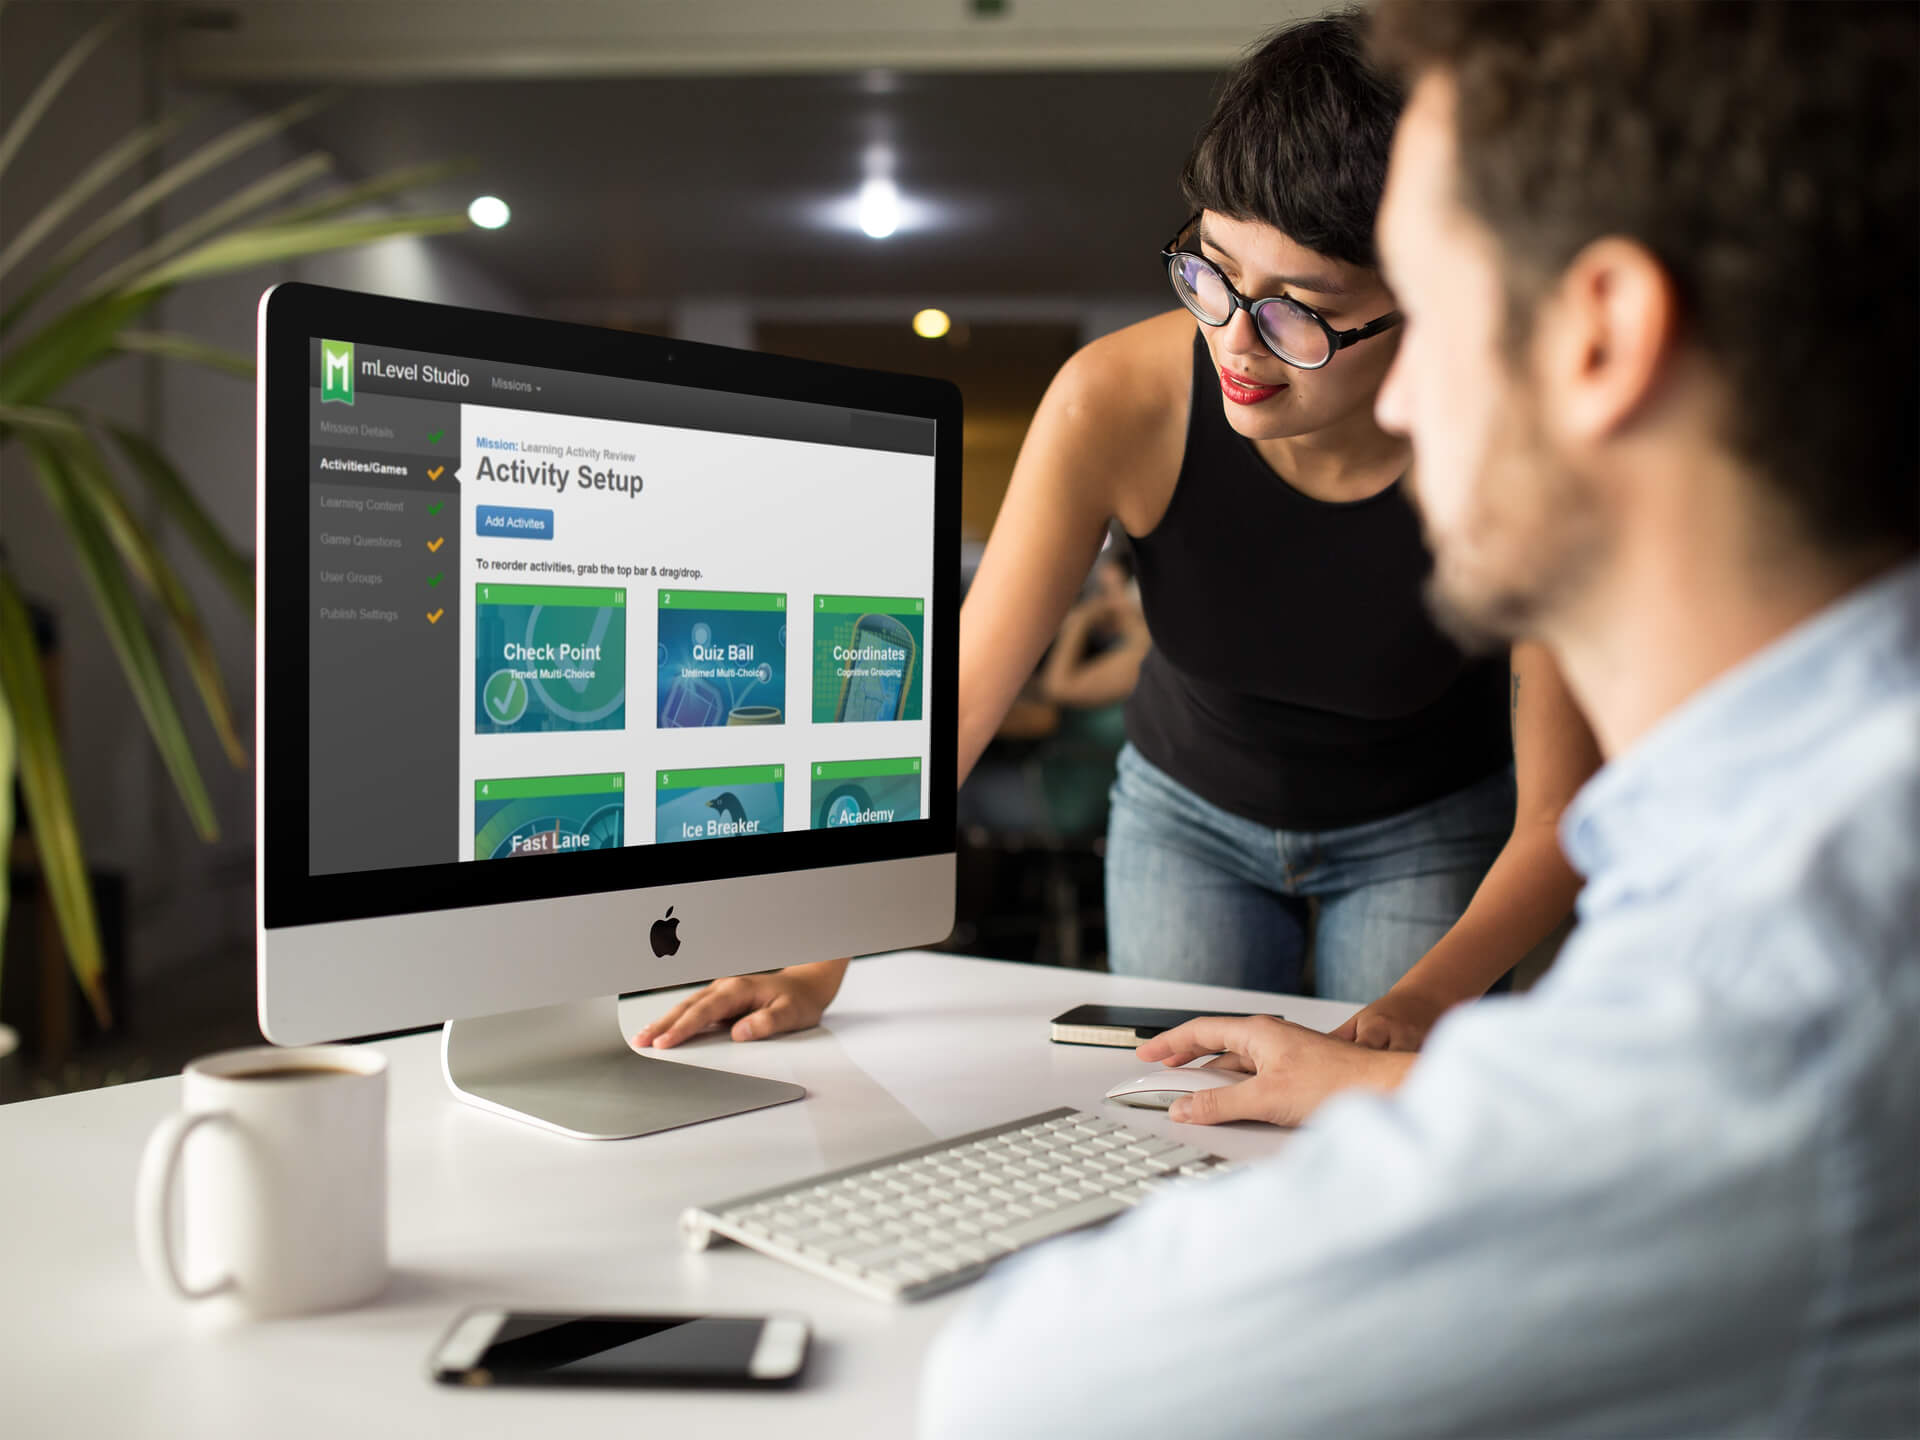 M
mLevel Studio
Missions
Mission Details
Activities/Games
Learning Content
Game Questions
User Groups
Publish Settings
Mission: Learning Activity Review
Activity Setup
Add Activites
To reorder activities, grab the top bar & drag/drop.
1
Check Point
Timed Multi-Choice
2
Quiz Ball
Untimed Multi-Choice
3
Coordinates
Cognitive Grouping
4
Fast Lane
5
Ice Breaker
6
Academy